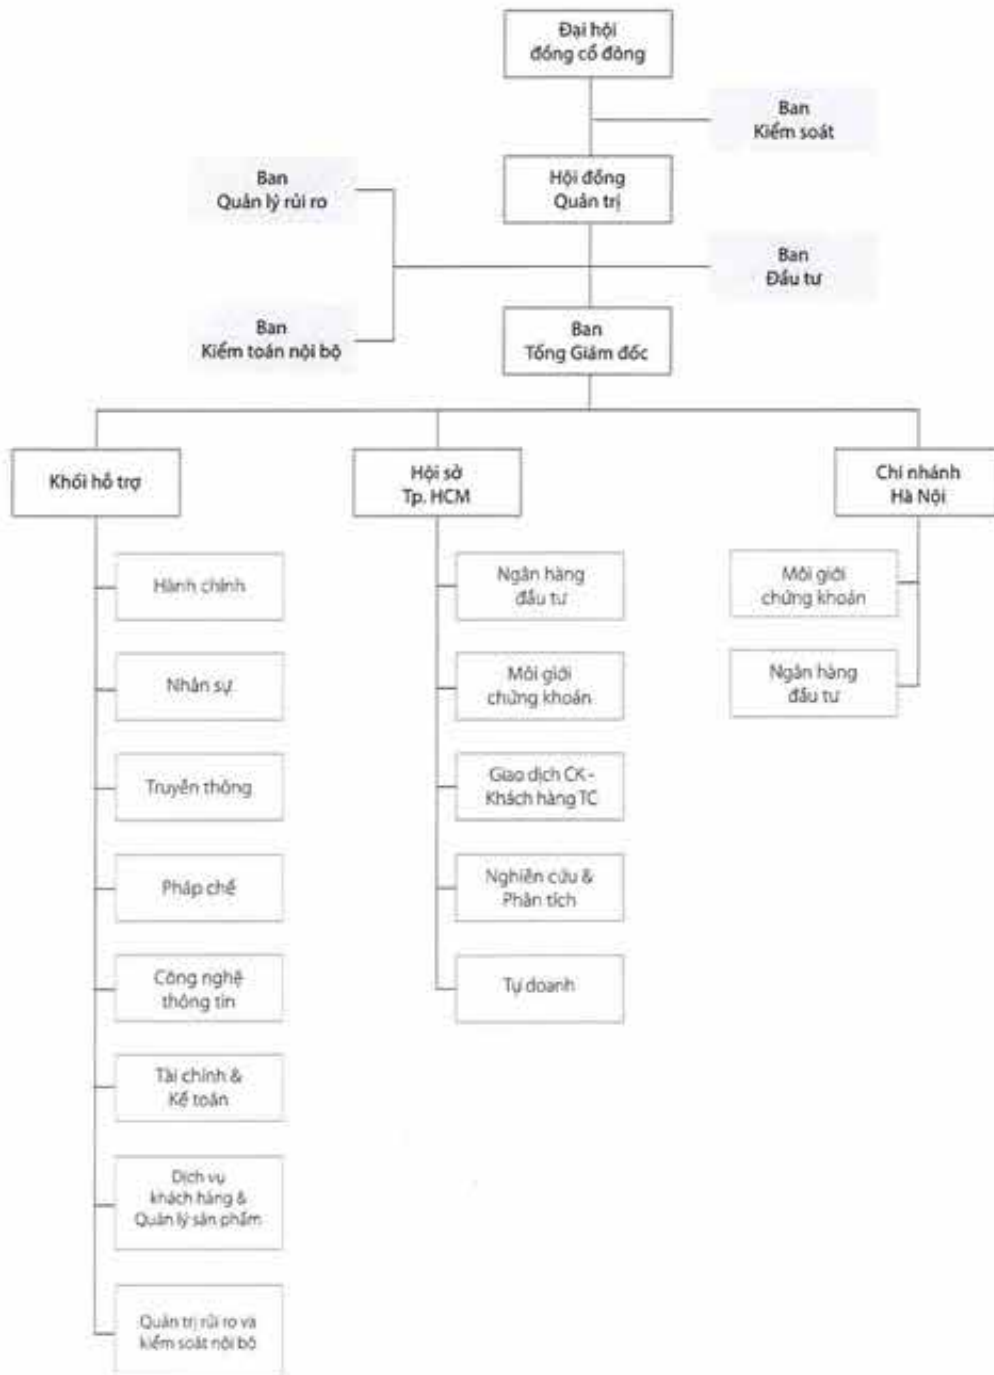 Đại hội
đồng cổ đông
Ban
Kiểm soát
Ban
Quản lý rủi ro
Hội đồng
Quản trị
Ban
Đầu tư
Ban
Kiểm toán nội bộ
Ban
Tổng Giám đốc
Khối hỗ trợ
Hội sở
Tp. HCM
Chi nhánh
Hà Nội
Hành chính
Nhân sự
Truyền thông
Pháp chế
Công nghệ
thông tin
Tài chính &
Kế toán
Dịch vụ
khách hàng &
Quản lý sản phẩm
Quản trị rủi ro và
kiểm soát nội bộ
Ngân hàng
đầu tư
Môi giới
chứng khoán
Giao dịch CK -
Khách hàng TC
Nghiên cứu &
Phân tích
Tự doanh
Môi giới
chứng khoán
Ngân hàng
đầu tư